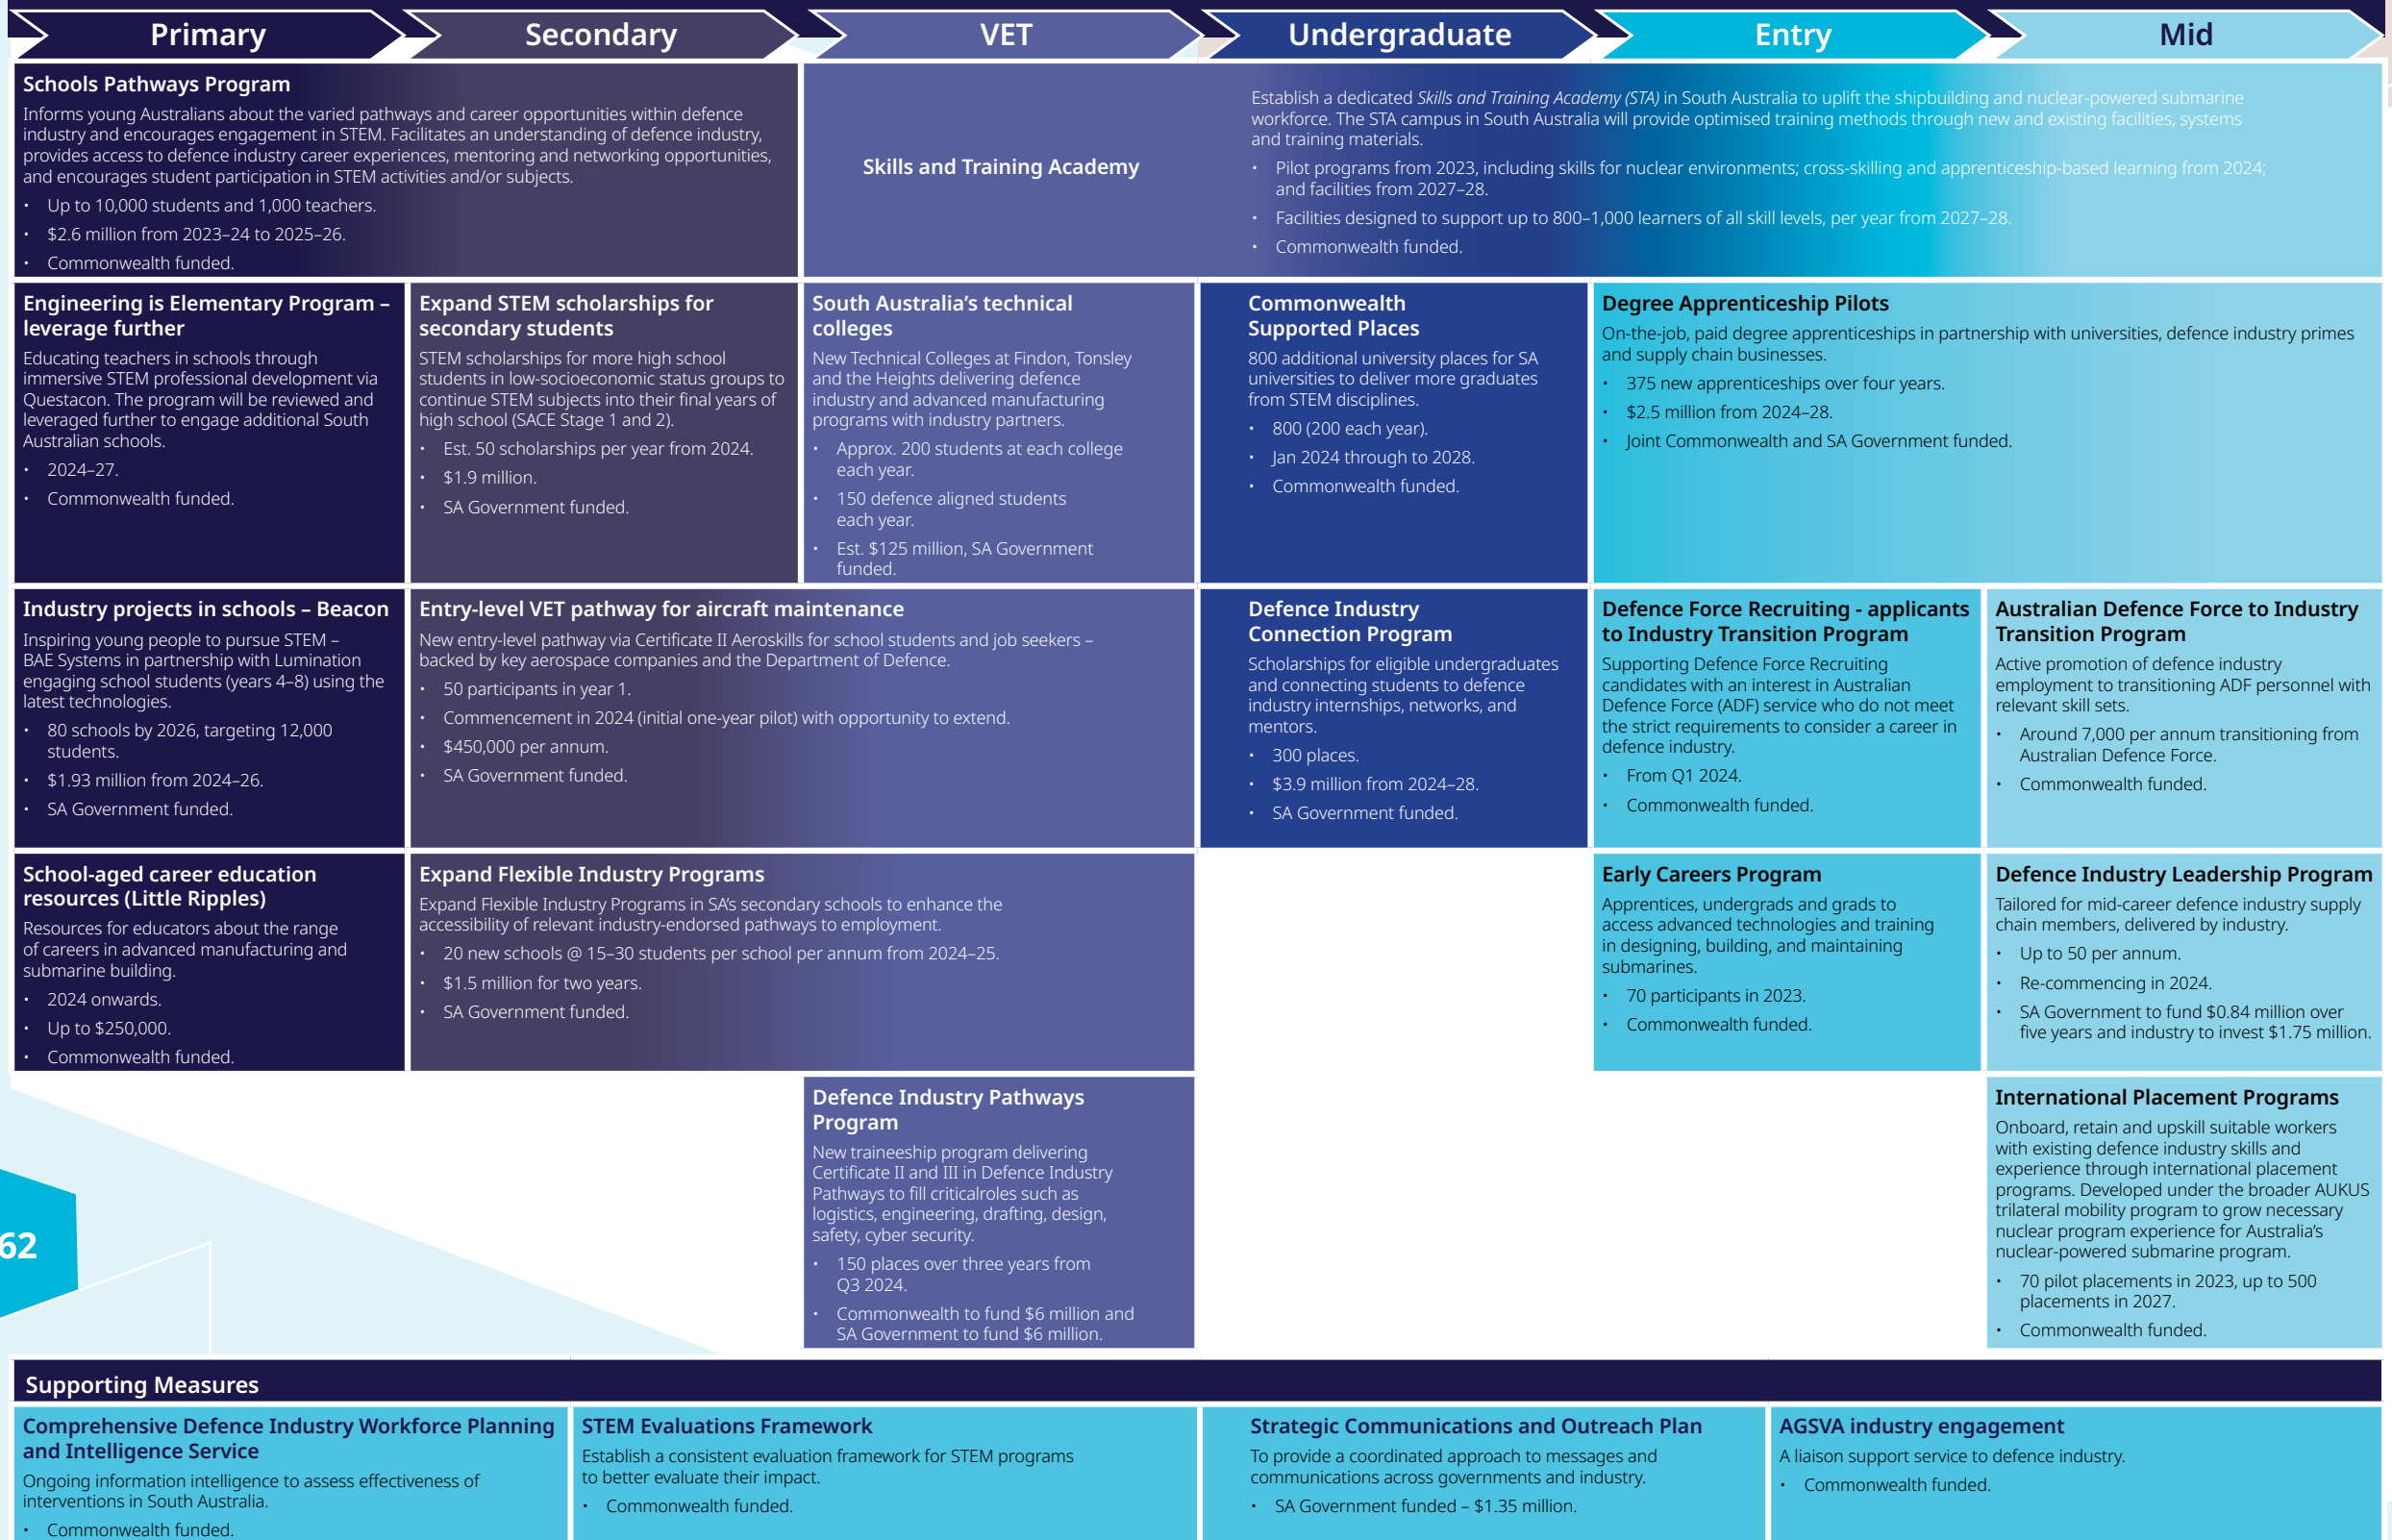 Primary
Secondary
VET
Undergraduate
Entry
Mid
Schools Pathways Program
Informs young Australians about the varied pathways and career opportunities within defence
industry and encourages engagement in STEM. Facilitates an understanding of defence industry,
provides access to defence industry career experiences, mentoring and networking opportunities,
and encourages student participation in STEM activities and/or subjects.
• Up to 10,000 students and 1,000 teachers.
• $2.6 million from 2023–24 to 2025–26.
• Commonwealth funded.
Skills and Training Academy
Establish a dedicated Skills and Training Academy (STA) in South Australia to uplift the shipbuilding and nuclear-powered submarine
workforce. The STA campus in South Australia will provide optimised training methods through new and existing facilities, systems
and training materials.
• Pilot programs from 2023, including skills for nuclear environments; cross-skilling and apprenticeship-based learning from 2024;
and facilities from 2027–28.
• Facilities designed to support up to 800–1,000 learners of all skill levels, per year from 2027–28.
• Commonwealth funded.
Engineering is Elementary Program –
leverage further
Educating teachers in schools through
immersive STEM professional development via
Questacon. The program will be reviewed and
leveraged further to engage additional South
Australian schools.
• 2024–27.
• Commonwealth funded.
Expand STEM scholarships for
secondary students
STEM scholarships for more high school
students in low-socioeconomic status groups to
continue STEM subjects into their final years of
high school (SACE Stage 1 and 2).
• Est. 50 scholarships per year from 2024.
• $1.9 million.
• SA Government funded.
South Australia's technical
colleges
New Technical Colleges at Findon, Tonsley
and the Heights delivering defence
industry and advanced manufacturing
programs with industry partners.
• Approx. 200 students at each college
each year.
• 150 defence aligned students
each year.
• Est. $125 million, SA Government
funded.
Commonwealth
Supported Places
800 additional university places for SA
universities to deliver more graduates
from STEM disciplines.
• 800 (200 each year).
• Jan 2024 through to 2028.
• Commonwealth funded.
Degree Apprenticeship Pilots
On-the-job, paid degree apprenticeships in partnership with universities, defence industry primes
and supply chain businesses.
• 375 new apprenticeships over four years.
• $2.5 million from 2024–28.
• Joint Commonwealth and SA Government funded.
Industry projects in schools – Beacon
Inspiring young people to pursue STEM –
BAE Systems in partnership with Lumination
engaging school students (years 4–8) using the
latest technologies.
• 80 schools by 2026, targeting 12,000
students.
• $1.93 million from 2024–26.
• SA Government funded.
Entry-level VET pathway for aircraft maintenance
New entry-level pathway via Certificate II Aeroskills for school students and job seekers –
backed by key aerospace companies and the Department of Defence.
• 50 participants in year 1.
• Commencement in 2024 (initial one-year pilot) with opportunity to extend.
• $450,000 per annum.
• SA Government funded.
Defence Industry
Connection Program
Scholarships for eligible undergraduates
and connecting students to defence
industry internships, networks, and
mentors.
• 300 places.
• $3.9 million from 2024–28.
• SA Government funded.
Defence Force Recruiting - applicants
to Industry Transition Program
Supporting Defence Force Recruiting
candidates with an interest in Australian
Defence Force (ADF) service who do not meet
the strict requirements to consider a career in
defence industry.
• From Q1 2024.
• Commonwealth funded.
Australian Defence Force to Industry
Transition Program
Active promotion of defence industry
employment to transitioning ADF personnel with
relevant skill sets.
• Around 7,000 per annum transitioning from
Australian Defence Force.
• Commonwealth funded.
School-aged career education
resources (Little Ripples)
Resources for educators about the range
of careers in advanced manufacturing and
submarine building.
• 2024 onwards.
• Up to $250,000.
• Commonwealth funded.
Expand Flexible Industry Programs
Expand Flexible Industry Programs in SA's secondary schools to enhance the
accessibility of relevant industry-endorsed pathways to employment.
• 20 new schools @ 15–30 students per school per annum from 2024–25.
• $1.5 million for two years.
• SA Government funded.
Early Careers Program
Apprentices, undergrads and grads to
access advanced technologies and training
in designing, building, and maintaining
submarines.
• 70 participants in 2023.
• Commonwealth funded.
Defence Industry Leadership Program
Tailored for mid-career defence industry supply
chain members, delivered by industry.
• Up to 50 per annum.
• Re-commencing in 2024.
• SA Government to fund $0.84 million over
five years and industry to invest $1.75 million.
Defence Industry Pathways
Program
New traineeship program delivering
Certificate II and III in Defence Industry
Pathways to fill criticalroles such as
logistics, engineering, drafting, design,
safety, cyber security.
• 150 places over three years from
Q3 2024.
• Commonwealth to fund $6 million and
SA Government to fund $6 million.
International Placement Programs
Onboard, retain and upskill suitable workers
with existing defence industry skills and
experience through international placement
programs. Developed under the broader AUKUS
trilateral mobility program to grow necessary
nuclear program experience for Australia's
nuclear-powered submarine program.
• 70 pilot placements in 2023, up to 500
placements in 2027.
• Commonwealth funded.
62
Supporting Measures
Comprehensive Defence Industry Workforce Planning
and Intelligence Service
Ongoing information intelligence to assess effectiveness of
interventions in South Australia.
• Commonwealth funded.
STEM Evaluations Framework
Establish a consistent evaluation framework for STEM programs
to better evaluate their impact.
• Commonwealth funded.
Strategic Communications and Outreach Plan
To provide a coordinated approach to messages and
communications across governments and industry.
• SA Government funded – $1.35 million.
AGSVA industry engagement
A liaison support service to defence industry.
• Commonwealth funded.